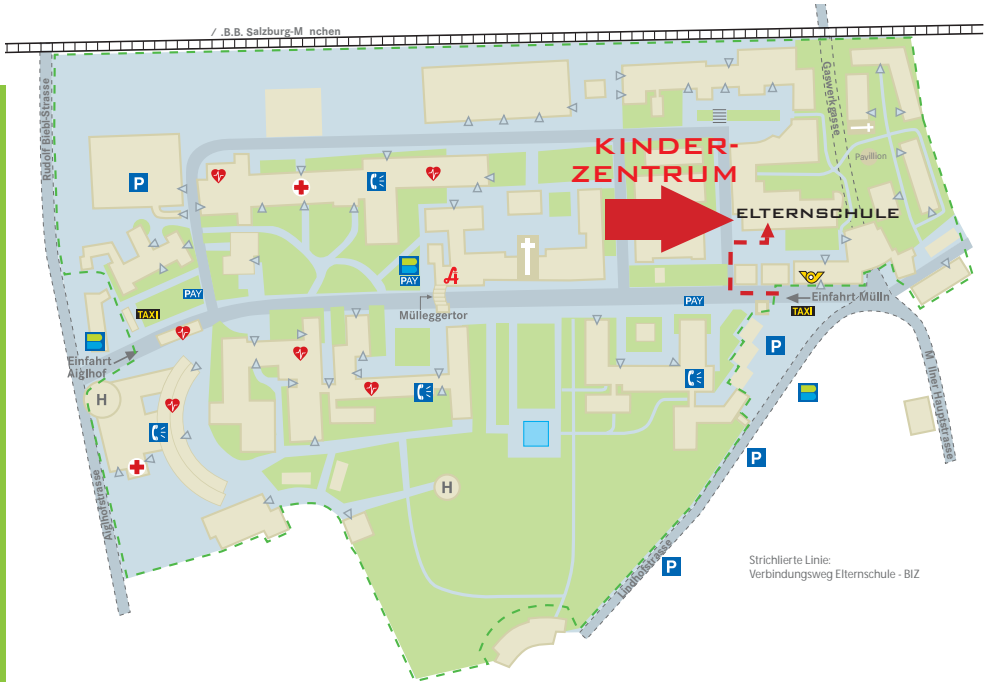 / .B.B. Salzburg-M nchen
Rudolf Biebl-Strasse
Gaswerkgasse
KINDER-
ZENTRUM
P
Pavillion
ELTERNSCHULE
PAY
PAY
PAY
TAXI
Mülleggertor
Einfahrt Mülln
TAXI
Einfahrt
Aiglhof
P
H
M llner Hauptstrasse
P
H
Aiglhofstrasse
P
Lindhofstrasse
Strichlierte Linie:
Verbindungsweg Elternschule - BIZ